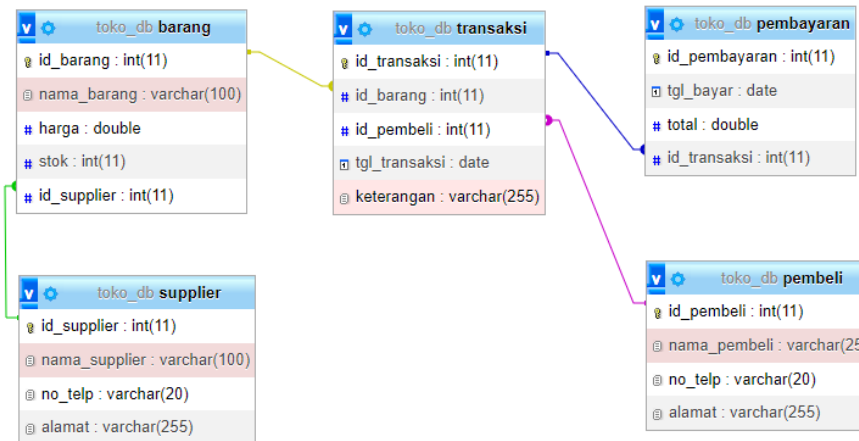 toko_db barang
id_barang : int(11)
nama_barang : varchar(100)
# harga : double
# stok : int(11)
# id_supplier : int(11)
toko_db transaksi
id_transaksi : int(11)
# id_barang : int(11)
# id_pembeli : int(11)
tgl_transaksi : date
keterangan : varchar(255)
toko_db pembayaran
id_pembayaran : int(11)
tgl_bayar : date
# total : double
# id_transaksi : int(11)
toko_db supplier
id_supplier : int(11)
nama_supplier : varchar(100)
no_telp : varchar(20)
alamat : varchar(255)
toko_db pembeli
id_pembeli : int(11)
nama_pembeli : varchar(25
no_telp : varchar(20)
alamat : varchar(255)